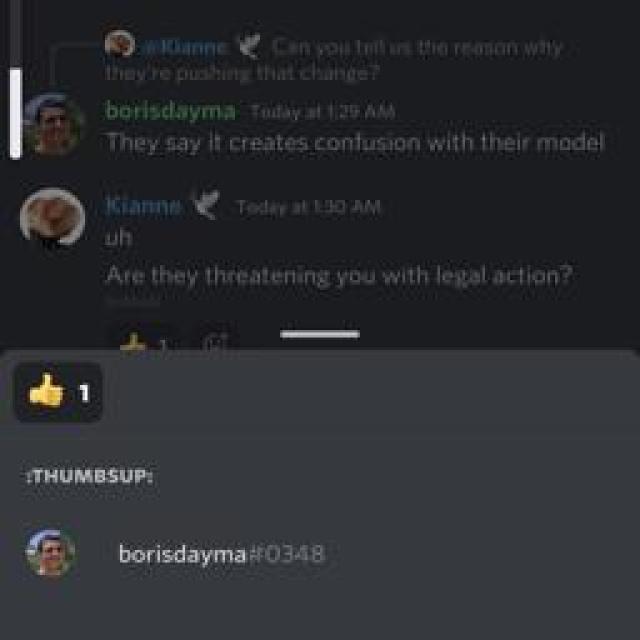 @Kianne Can you tell us the reason why
they're pushing that change?
borisdayma Today at 1:29 AM
They say it creates confusion with their model
Kianne Today at 1:30 AM
uh
Are they threatening you with legal action?
1
1
:THUMBSUP:
borisdayma#0348